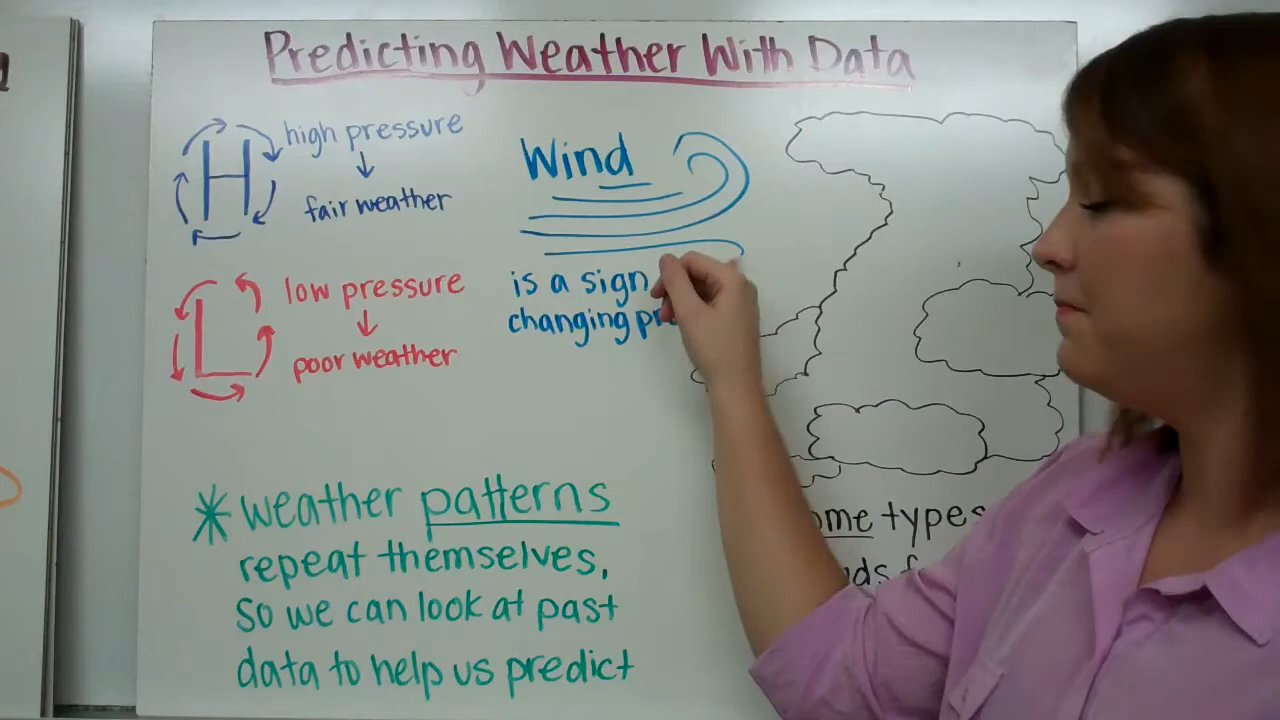 Predicting Weather With Data
H
high pressure
fair weather
L
low pressure
poor weather
Wind
is a sign
changing
* weather patterns
repeat themselves,
so we can look at past
data to help us predict
types